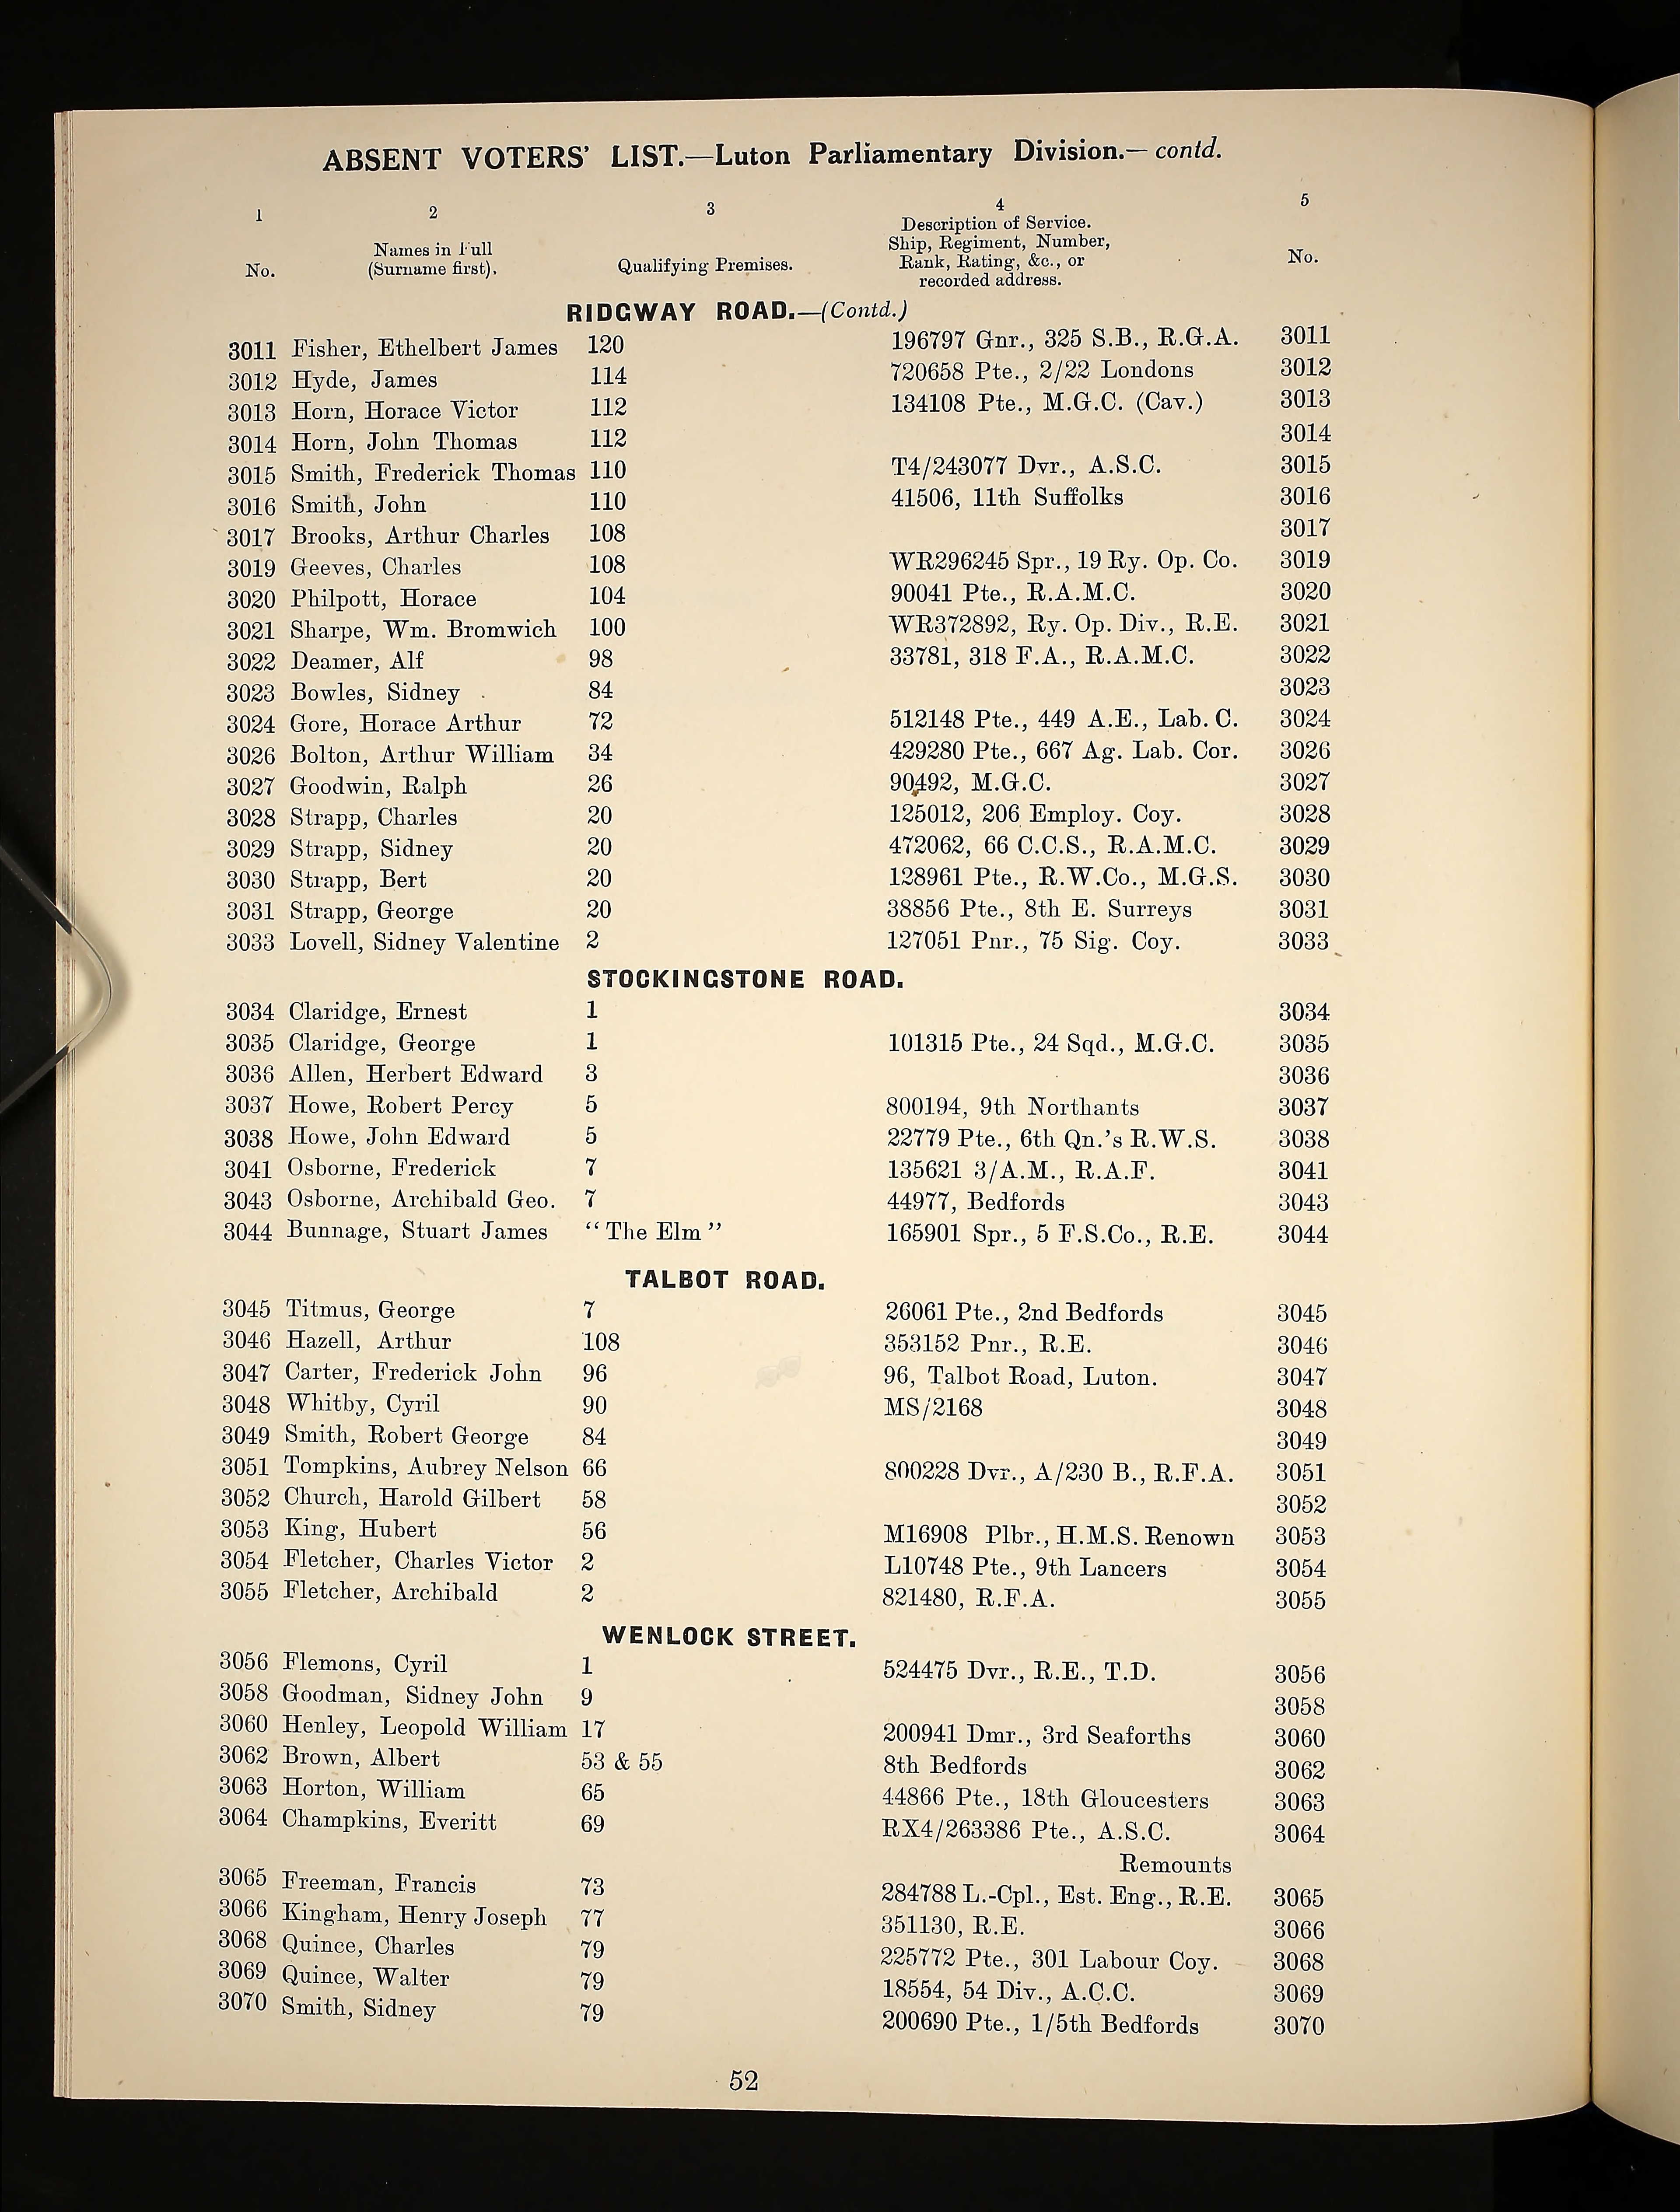 ABSENT VOTERS' LIST.—Luton Parliamentary Division.—contd.
1 2 3 4 5
No. Names in Full (Surname first). Qualifying Premises. Description of Service. Ship, Regiment, Number, Rank, Rating, &c., or recorded address. No.
RIDGWAY ROAD.—(Contd.)
3011 Fisher, Ethelbert James 120 196797 Gnr., 325 S.B., R.G.A. 3011
3012 Hyde, James 114 720658 Pte., 2/22 Londons 3012
3013 Horn, Horace Victor 112 134108 Pte., M.G.C. (Cav.) 3013
3014 Horn, John Thomas 112 3014
3015 Smith, Frederick Thomas 110 T4/243077 Dvr., A.S.C. 3015
3016 Smith, John 110 41506, 11th Suffolks 3016
3017 Brooks, Arthur Charles 108 3017
3019 Geeves, Charles 108 WR296245 Spr., 19 Ry. Op. Co. 3019
3020 Philpott, Horace 104 90041 Pte., R.A.M.C. 3020
3021 Sharpe, Wm. Bromwich 100 WR372892, Ry. Op. Div., R.E. 3021
3022 Deamer, Alf 98 33781, 318 F.A., R.A.M.C. 3022
3023 Bowles, Sidney 84 3023
3024 Gore, Horace Arthur 72 512148 Pte., 449 A.E., Lab. C. 3024
3026 Bolton, Arthur William 34 429280 Pte., 667 Ag. Lab. Cor. 3026
3027 Goodwin, Ralph 26 90492, M.G.C. 3027
3028 Strapp, Charles 20 125012, 206 Employ. Coy. 3028
3029 Strapp, Sidney 20 472062, 66 C.C.S., R.A.M.C. 3029
3030 Strapp, Bert 20 128961 Pte., R.W.Co., M.G.S. 3030
3031 Strapp, George 20 38856 Pte., 8th E. Surreys 3031
3033 Lovell, Sidney Valentine 2 127051 Pnr., 75 Sig. Coy. 3033
STOCKINGSTONE ROAD.
3034 Claridge, Ernest 1 3034
3035 Claridge, George 1 101315 Pte., 24 Sqd., M.G.C. 3035
3036 Allen, Herbert Edward 3 3036
3037 Howe, Robert Percy 5 800194, 9th Northants 3037
3038 Howe, John Edward 5 22779 Pte., 6th Qn.'s R.W.S. 3038
3041 Osborne, Frederick 7 135621 3/A.M., R.A.F. 3041
3043 Osborne, Archibald Geo. 7 44977, Bedfords 3043
3044 Bunnage, Stuart James "The Elm" 165901 Spr., 5 F.S.Co., R.E. 3044
TALBOT ROAD.
3045 Titmus, George 7 26061 Pte., 2nd Bedfords 3045
3046 Hazell, Arthur 108 353152 Pnr., R.E. 3046
3047 Carter, Frederick John 96 96, Talbot Road, Luton. 3047
3048 Whitby, Cyril 90 MS/2168 3048
3049 Smith, Robert George 84 3049
3051 Tompkins, Aubrey Nelson 66 800228 Dvr., A/230 B., R.F.A. 3051
3052 Church, Harold Gilbert 58 3052
3053 King, Hubert 56 M16908 Plbr., H.M.S. Renown 3053
3054 Fletcher, Charles Victor 2 L10748 Pte., 9th Lancers 3054
3055 Fletcher, Archibald 2 821480, R.F.A. 3055
WENLOCK STREET.
3056 Flemons, Cyril 1 524475 Dvr., R.E., T.D. 3056
3058 Goodman, Sidney John 9 3058
3060 Henley, Leopold William 17 200941 Dmr., 3rd Seaforths 3060
3062 Brown, Albert 53 & 55 8th Bedfords 3062
3063 Horton, William 65 44866 Pte., 18th Gloucesters 3063
3064 Champkins, Everitt 69 RX4/263386 Pte., A.S.C. 3064
Remounts
3065 Freeman, Francis 73 284788 L.-Cpl., Est. Eng., R.E. 3065
3066 Kingham, Henry Joseph 77 351130, R.E. 3066
3068 Quince, Charles 79 225772 Pte., 301 Labour Coy. 3068
3069 Quince, Walter 79 18554, 54 Div., A.C.C. 3069
3070 Smith, Sidney 79 200690 Pte., 1/5th Bedfords 3070
52